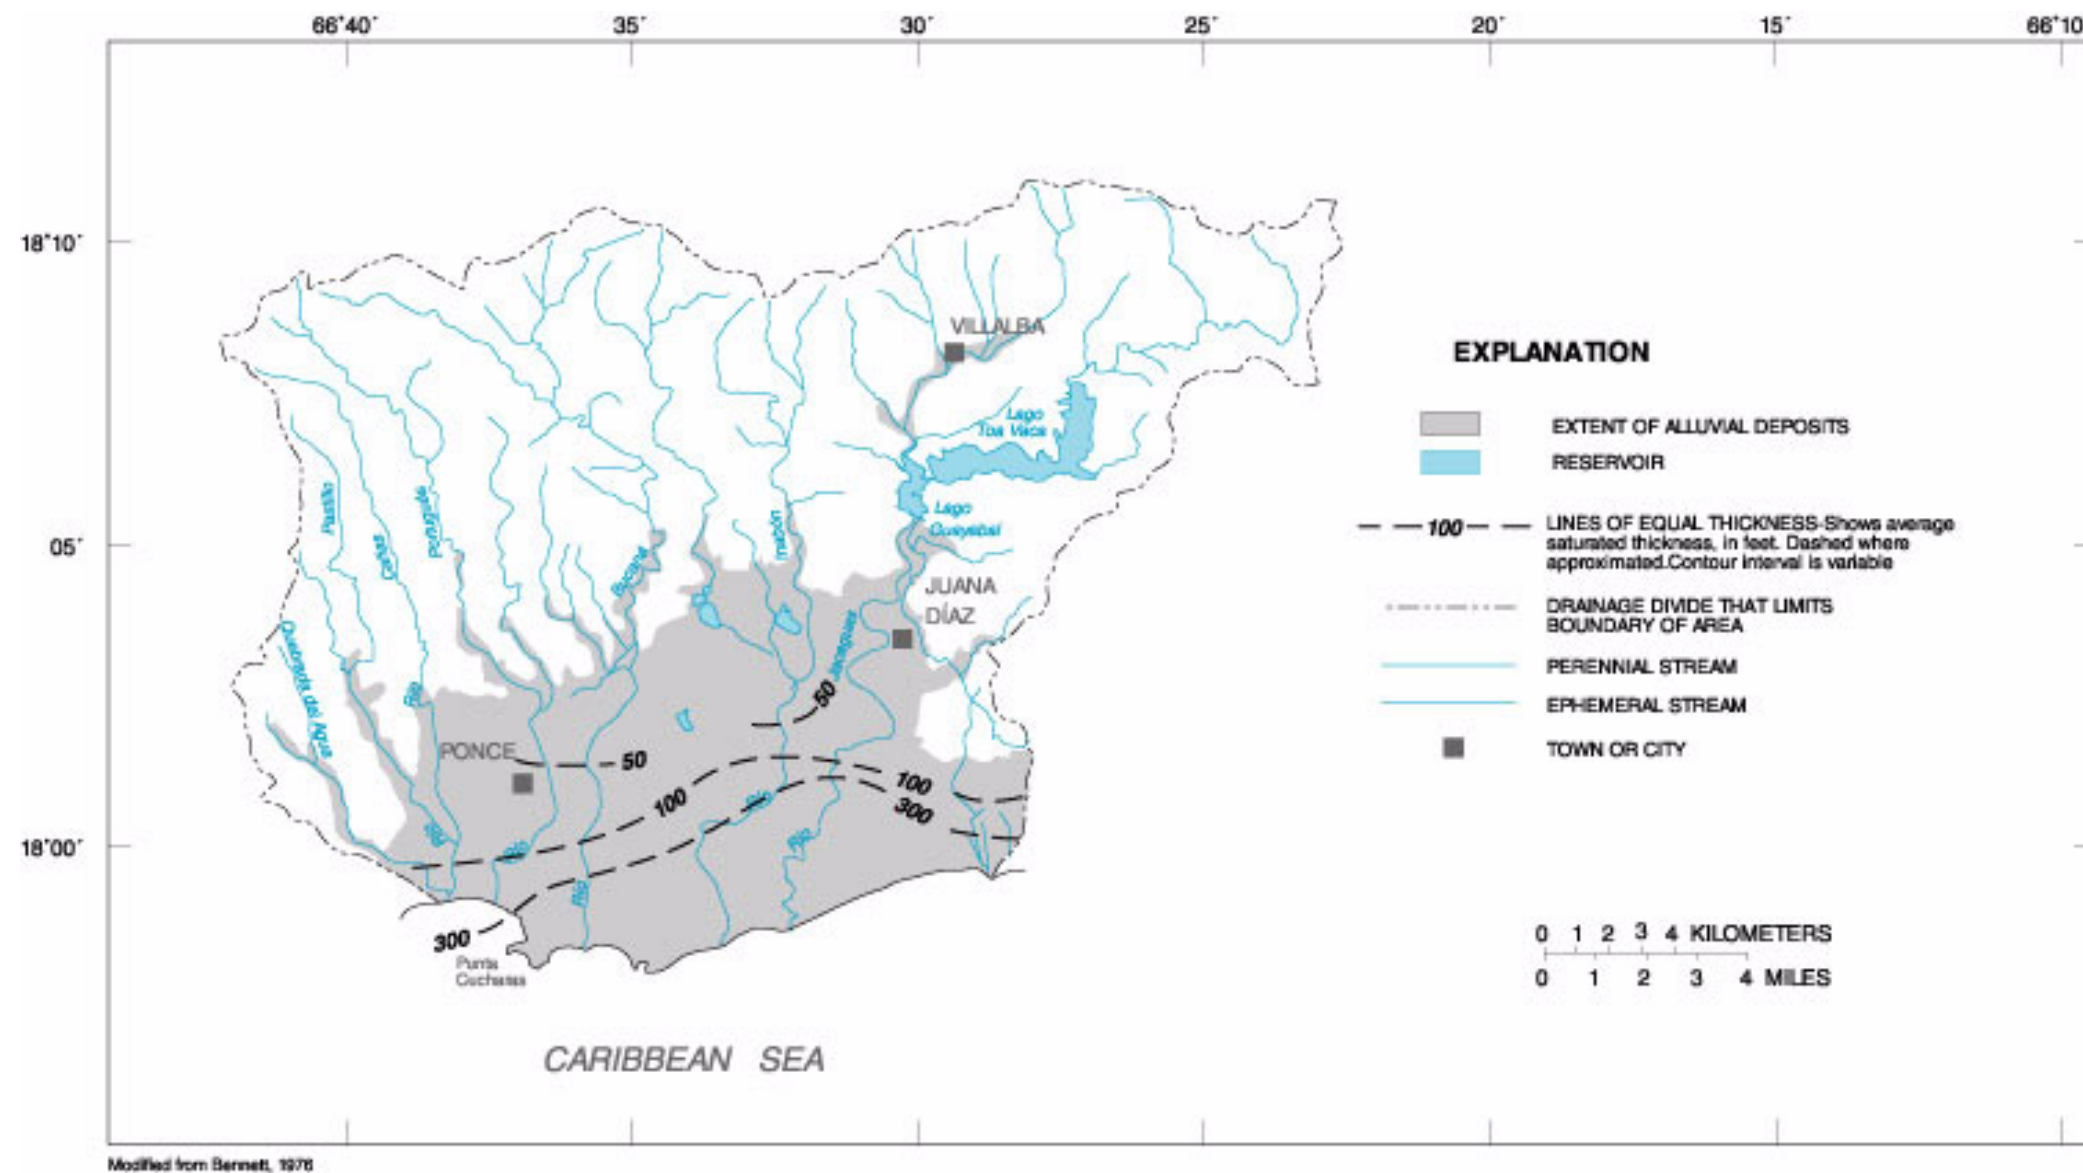 66°40' 35' 30' 25' 20' 15' 66°10
18°10'
05'
18°00'
VILLALBA
Lago
Toa Vaca
Lago
Guayabal
Pastillo
Cañas
Portugués
Bucaná
Inabón
Jacaguas
JUANA
DÍAZ
Quebrada del Agua
Río
PONCE
50
50
100
100
300
Río
Río
Río
Río
Río
300
Punta
Cucharas
CARIBBEAN SEA
EXPLANATION
EXTENT OF ALLUVIAL DEPOSITS
RESERVOIR
100 LINES OF EQUAL THICKNESS-Shows average
saturated thickness, in feet. Dashed where
approximated.Contour interval is variable
DRAINAGE DIVIDE THAT LIMITS
BOUNDARY OF AREA
PERENNIAL STREAM
EPHEMERAL STREAM
TOWN OR CITY
0 1 2 3 4 KILOMETERS
0 1 2 3 4 MILES
Modified from Bennett, 1976